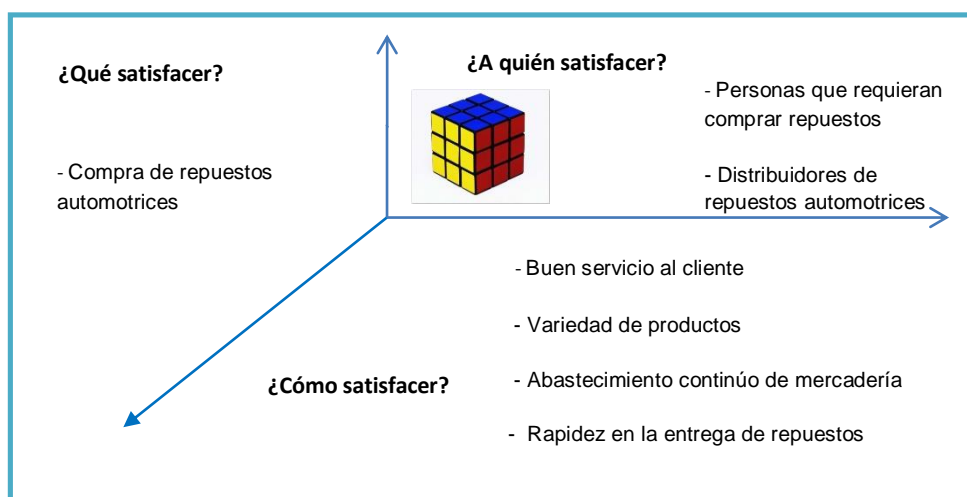 ¿Qué satisfacer?
- Compra de repuestos
automotrices
¿A quién satisfacer?
- Personas que requieran
comprar repuestos
- Distribuidores de
repuestos automotrices
¿Cómo satisfacer?
- Buen servicio al cliente
- Variedad de productos
- Abastecimiento continúo de mercadería
- Rapidez en la entrega de repuestos